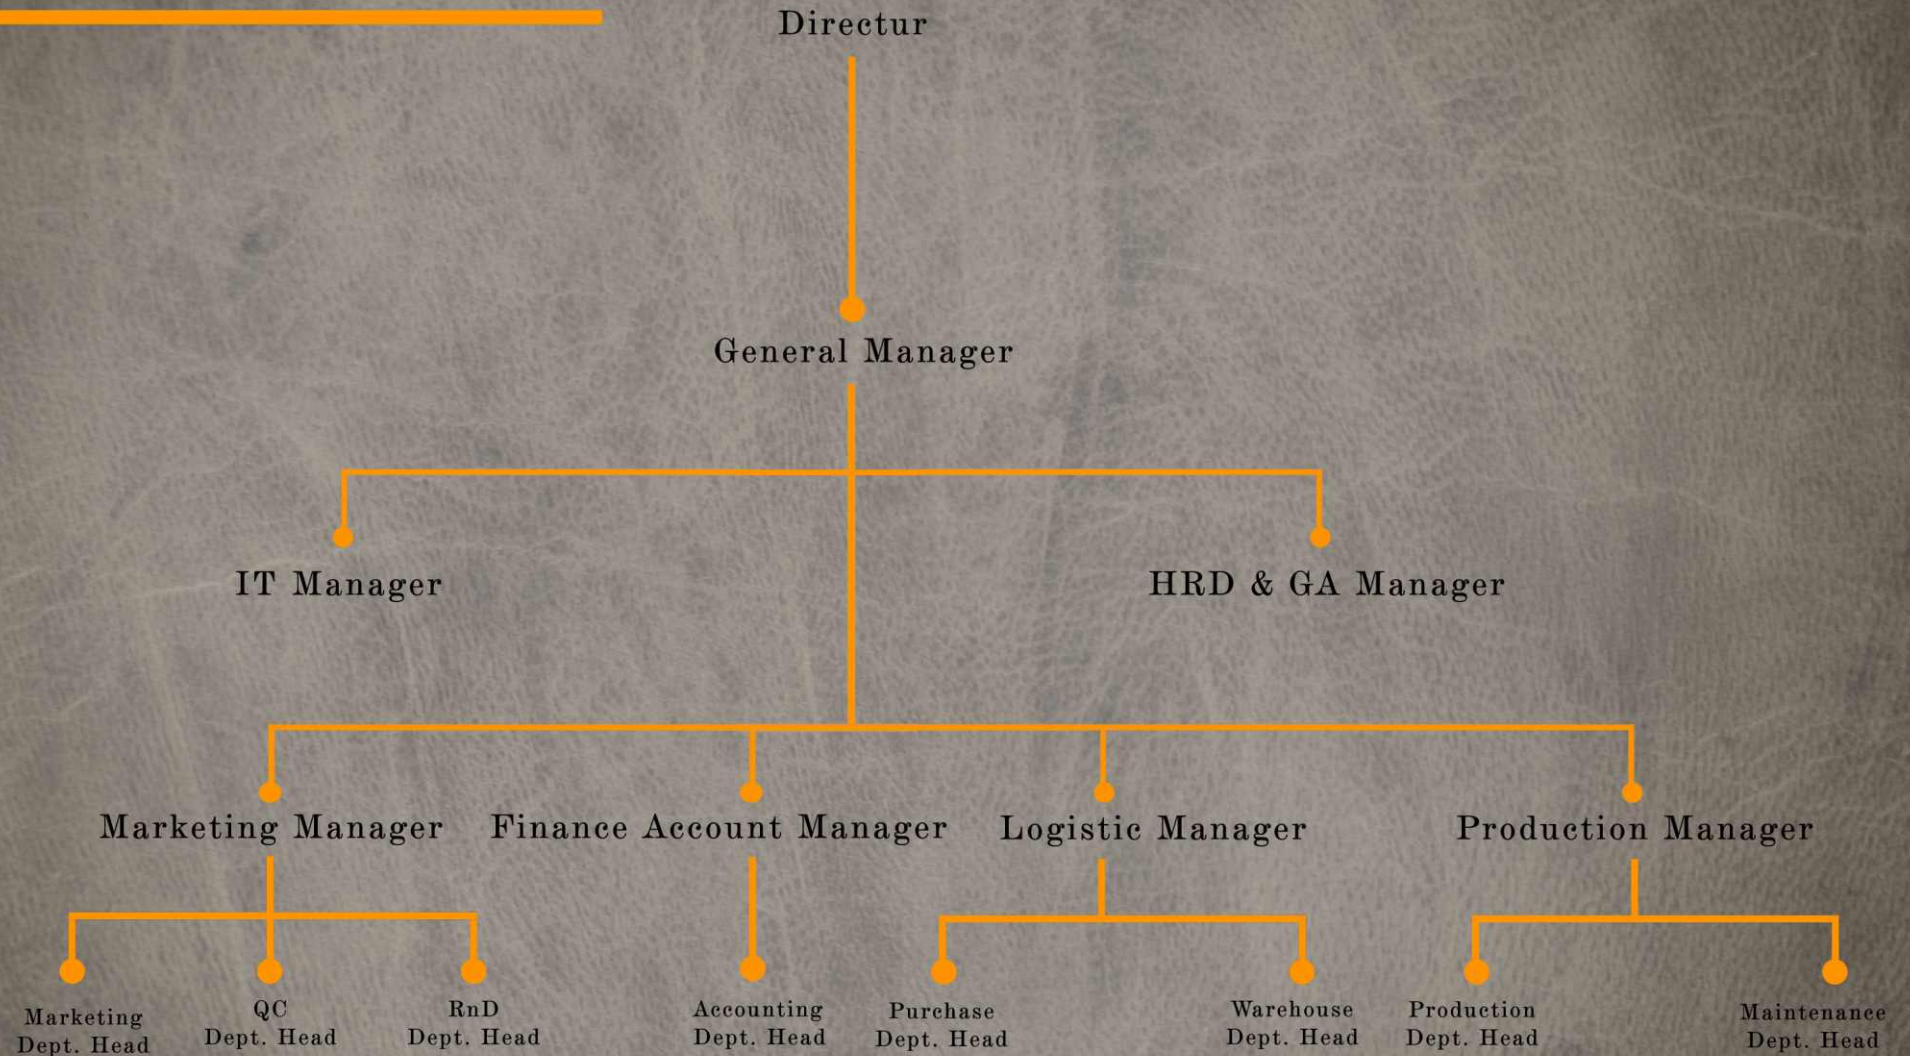 Directur
General Manager
IT Manager
HRD & GA Manager
Marketing Manager
Finance Account Manager
Logistic Manager
Production Manager
Marketing
Dept. Head
QC
Dept. Head
RnD
Dept. Head
Accounting
Dept. Head
Purchase
Dept. Head
Warehouse
Dept. Head
Production
Dept. Head
Maintenance
Dept. Head